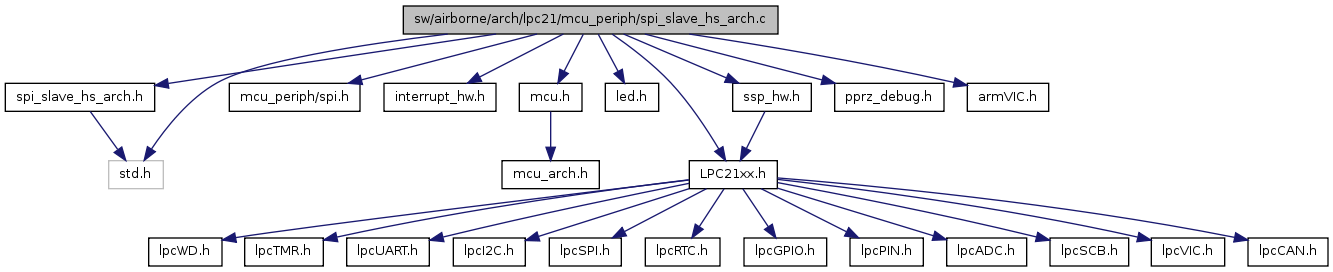 sw/airborne/arch/lpc21/mcu_periph/spi_slave_hs_arch.c
spi_slave_hs_arch.h
mcu_periph/spi.h
interrupt_hw.h
mcu.h
led.h
ssp_hw.h
pprz_debug.h
armVIC.h
std.h
mcu_arch.h
LPC21xx.h
lpcWD.h
lpcTMR.h
lpcUART.h
lpcI2C.h
lpcSPI.h
lpcRTC.h
lpcGPIO.h
lpcPIN.h
lpcADC.h
lpcSCB.h
lpcVIC.h
lpcCAN.h